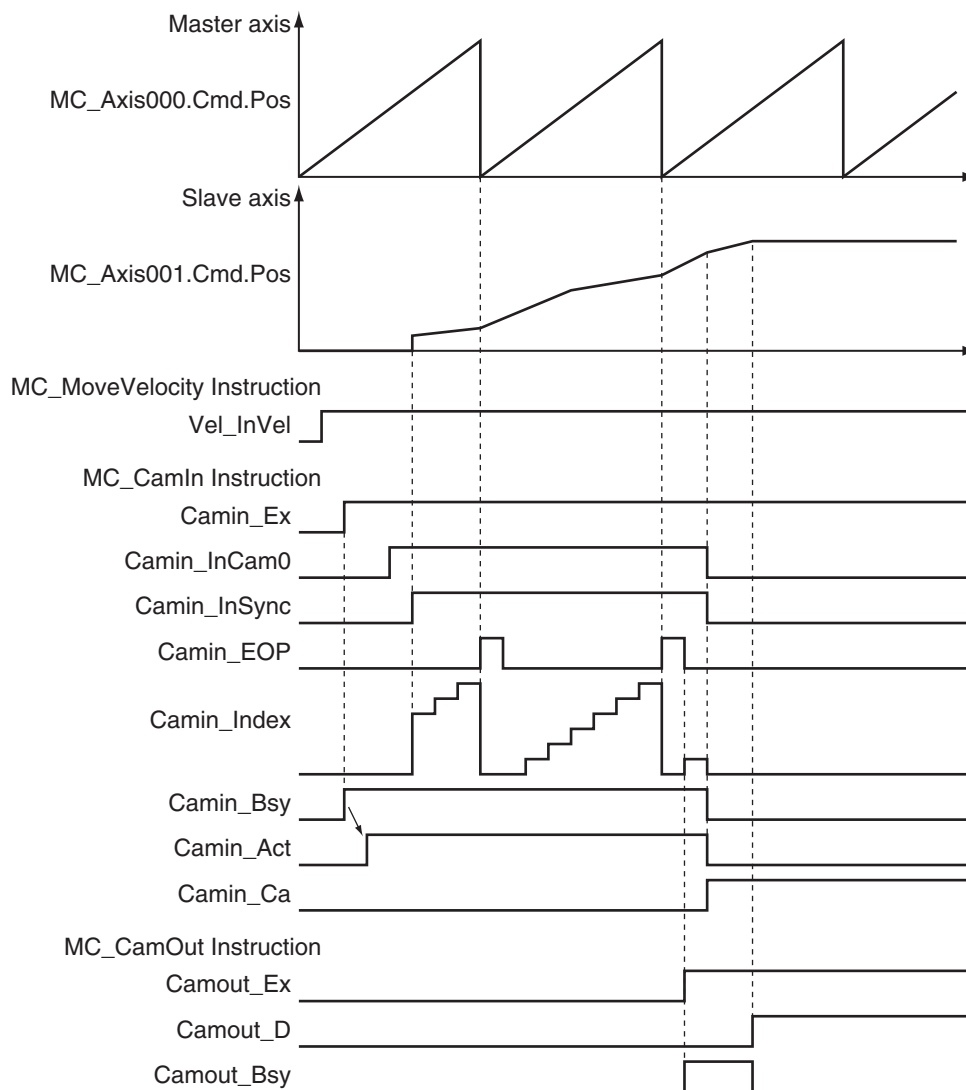 Master axis
MC_Axis000.Cmd.Pos
Slave axis
MC_Axis001.Cmd.Pos
MC_MoveVelocity Instruction
Vel_InVel
MC_CamIn Instruction
Camin_Ex
Camin_InCam0
Camin_InSync
Camin_EOP
Camin_Index
Camin_Bsy
Camin_Act
Camin_Ca
MC_CamOut Instruction
Camout_Ex
Camout_D
Camout_Bsy